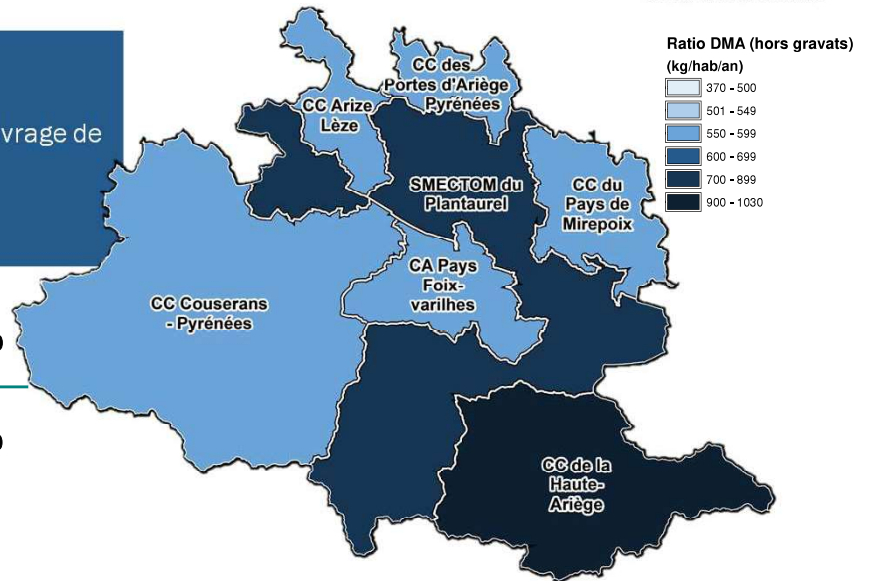 vrage de
Ratio DMA (hors gravats)
(kg/hab/an)
370 - 500
501 - 549
550 - 599
600 - 699
700 - 899
900 - 1030
CC des
Portes d'Ariège
Pyrénées
CC Arize
Lèze
SMECTOM du
Plantaurel
CC du
Pays de
Mirepoix
CA Pays
Foix-
varilhes
CC Couserans
- Pyrénées
CC de la
Haute-
Ariège